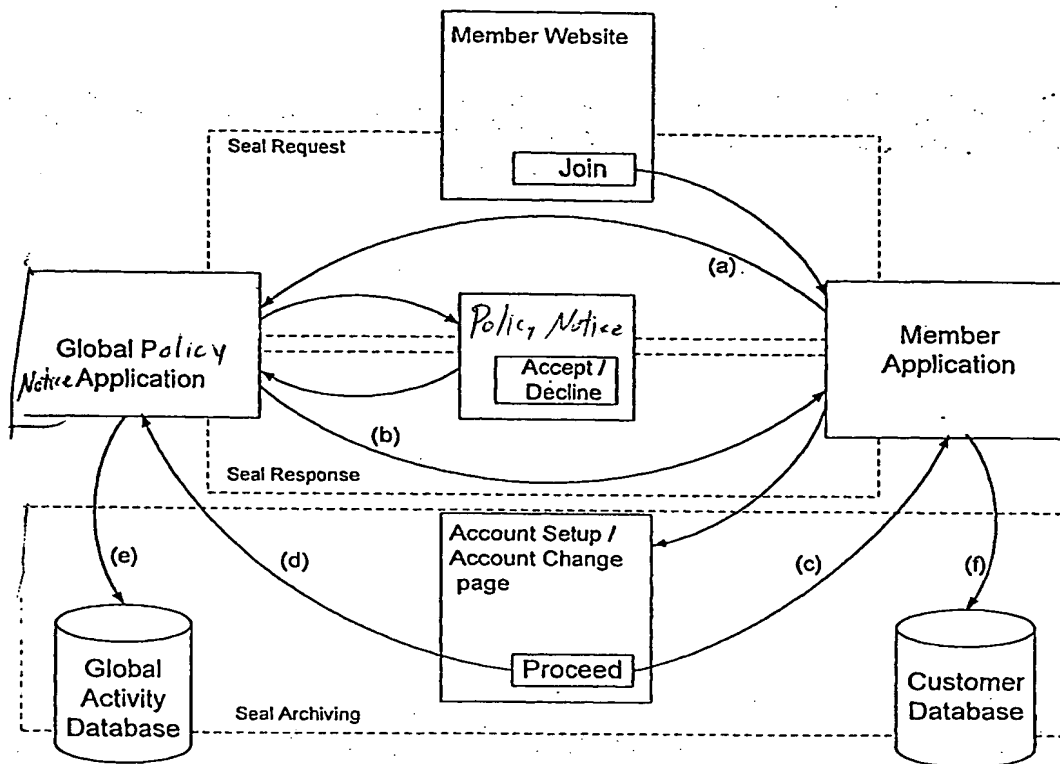 Member Website
Seal Request
Join
(a)
Global Policy
Notice Application
Policy Notice
Accept /
Decline
Member
Application
(b)
Seal Response
Account Setup /
Account Change
page
(e)
(d)
(c)
(f)
Proceed
Global
Activity
Database
Customer
Database
Seal Archiving